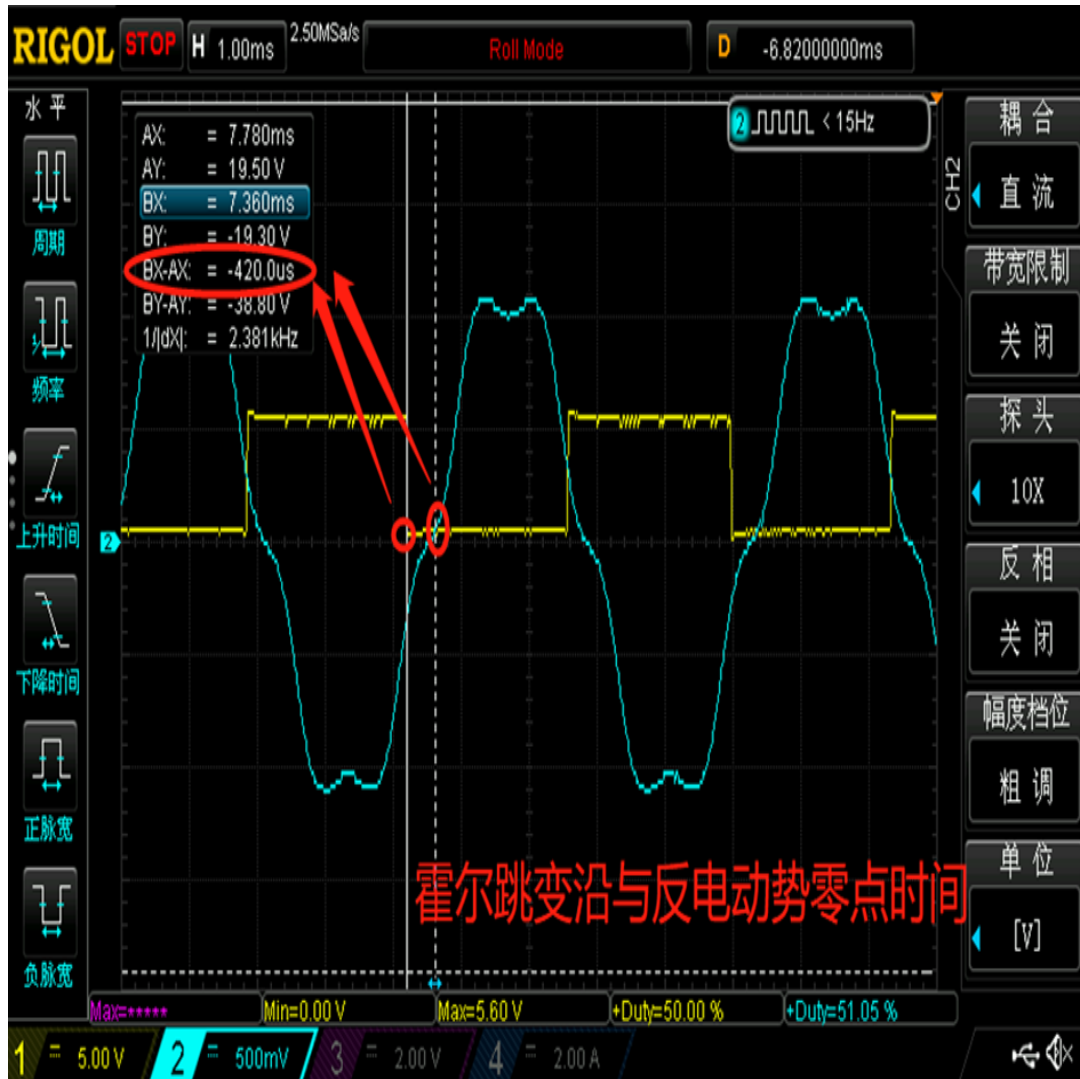 RIGOL STOP H 1.00ms 2.50MSa/s Roll Mode D -6.82000000ms
水平
周期
频率
上升时间
下降时间
正脉宽
负脉宽
AX: = 7.780ms
AY: = 19.50 V
BX: = 7.360ms
BY: = -19.30 V
BX-AX: = -420.0us
BY-AY: = -38.80 V
1/|dX|: = 2.381kHz
2 < 15Hz
2
霍尔跳变沿与反电动势零点时间
CH2
耦合
直流
带宽限制
关闭
探头
10X
反相
关闭
幅度档位
粗调
单位
[V]
Max=***** Min=0.00 V Max=5.60 V +Duty=50.00 % +Duty=51.05 %
1 = 5.00 V 2 = 500mV 3 = 2.00 V 4 = 2.00 A